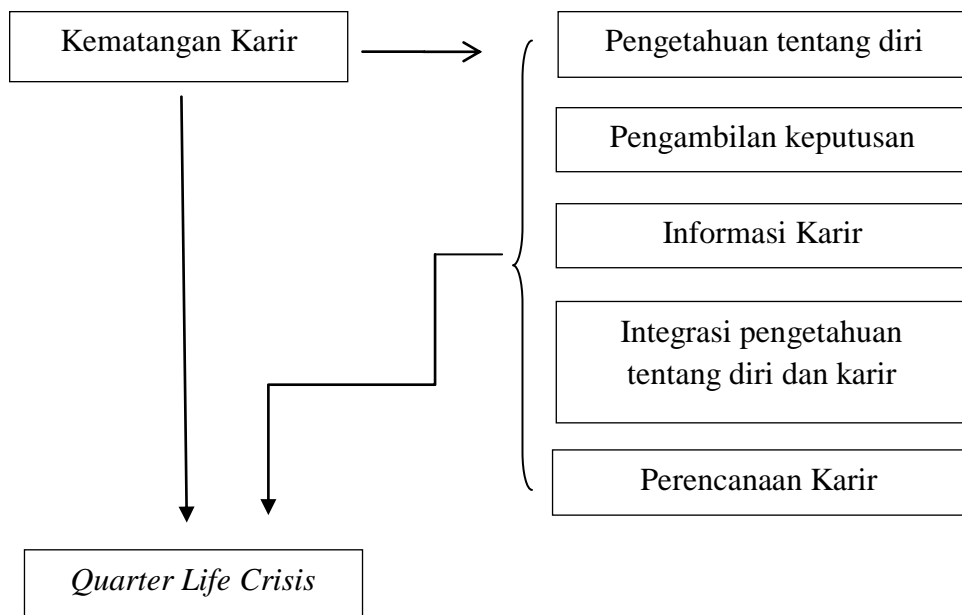 Kematangan Karir
Pengetahuan tentang diri
Pengambilan keputusan
Informasi Karir
Integrasi pengetahuan
tentang diri dan karir
Perencanaan Karir
Quarter Life Crisis